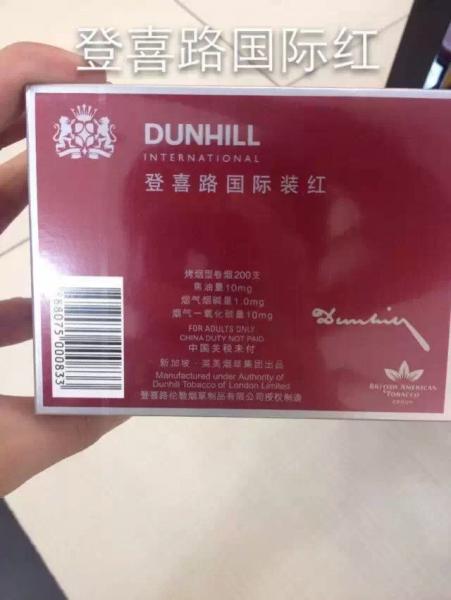 登喜路国际红
DUNHILL
INTERNATIONAL
登喜路国际装红
烤烟型卷烟200支
焦油量10mg
烟气烟碱量1.0mg
烟气一氧化碳量10mg
FOR ADULTS ONLY
CHINA DUTY NOT PAID
中国关税未付
新加坡·英美烟草集团出品
Manufactured under Authority of
Dunhill Tobacco of London Limited
登喜路伦敦烟草制品有限公司授权制造
Dunhill
BRITISH AMERICAN
TOBACCO
GROUP